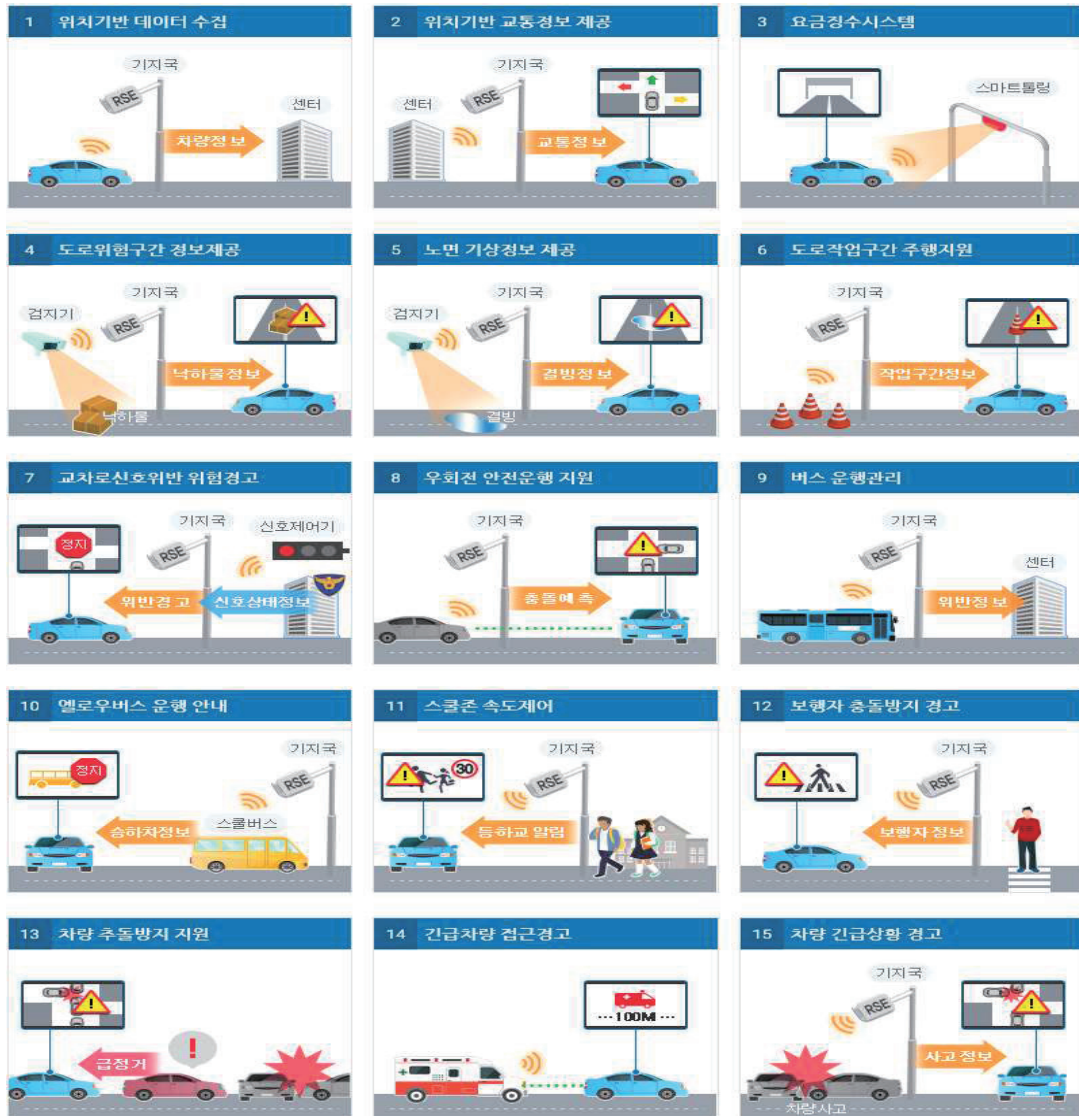 1 위치기반 데이터 수집
기지국
RSE
센터
차량정보
2 위치기반 교통정보 제공
기지국
센터
RSE
교통정보
3 요금징수시스템
스마트톨링
4 도로위험구간 정보제공
기지국
검지기
RSE
낙하물정보
낙하물
5 노면 기상정보 제공
기지국
검지기
RSE
결빙정보
결빙
6 도로작업구간 주행지원
기지국
RSE
작업구간정보
7 교차로신호위반 위험경고
기지국
신호제어기
정지
RSE
위반경고
신호상태정보
8 우회전 안전운행 지원
기지국
RSE
충돌예측
9 버스 운행관리
기지국
RSE
센터
위반정보
10 옐로우버스 운행 안내
기지국
정지
RSE
스쿨버스
승하차정보
11 스쿨존 속도제어
기지국
30
RSE
등하교 알림
12 보행자 충돌방지 경고
기지국
RSE
보행자 정보
13 차량 추돌방지 지원
급정거
14 긴급차량 접근경고
...100M...
15 차량 긴급상황 경고
기지국
RSE
사고정보
차량사고